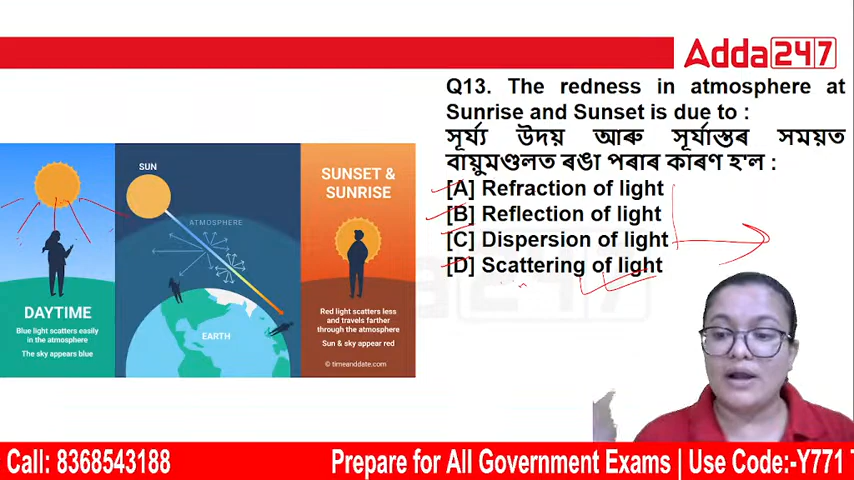 Adda247
Q13. The redness in atmosphere at
Sunrise and Sunset is due to :
সূৰ্য্য উদয় আৰু সূৰ্যাস্তৰ সময়ত
বায়ুমণ্ডলত ৰঙা পৰাৰ কাৰণ হ'ল :
[A] Refraction of light
[B] Reflection of light
[C] Dispersion of light
[D] Scattering of light
SUN
ATMOSPHERE
EARTH
DAYTIME
Blue light scatters easily
in the atmosphere
The sky appears blue
SUNSET &
SUNRISE
Red light scatters less
and travels farther
through the atmosphere
Sun & sky appear red
© timeanddate.com
Call: 8368543188
Prepare for All Government Exams | Use Code:-Y771